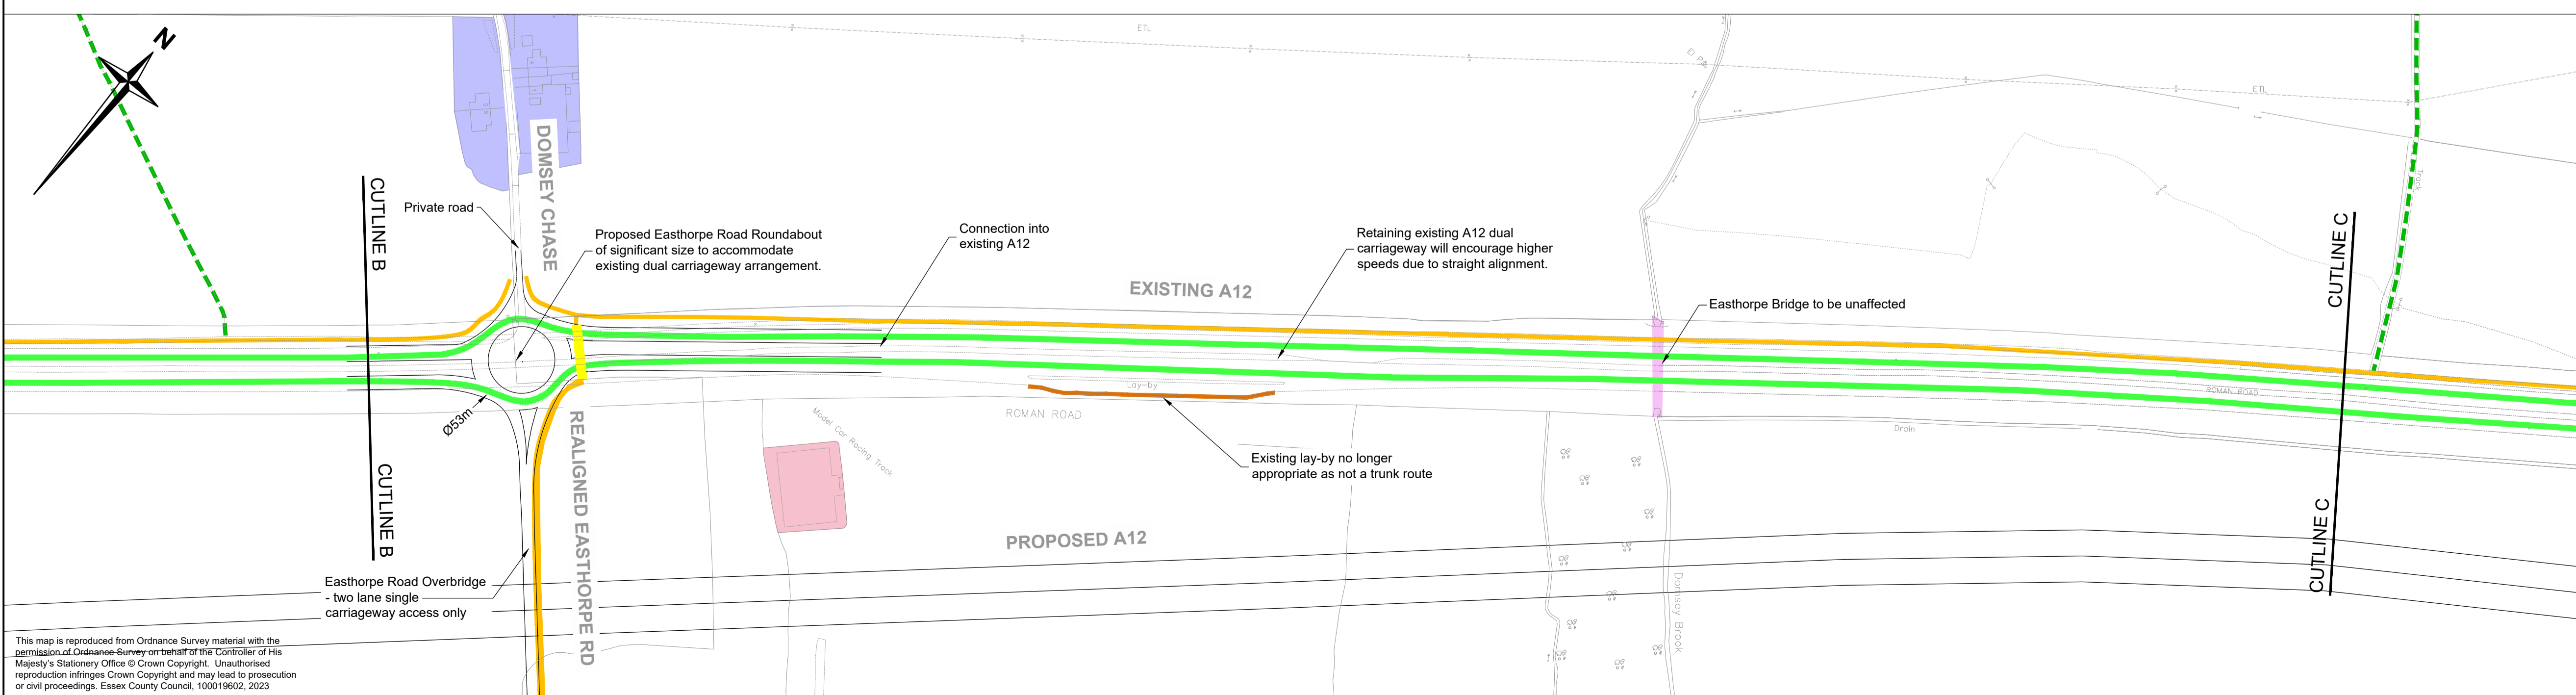 N
ETL
El P
ETL
Track
CUTLINE B
Private road
DOMSEY CHASE
Proposed Easthorpe Road Roundabout
of significant size to accommodate
existing dual carriageway arrangement.
Connection into
existing A12
EXISTING A12
Retaining existing A12 dual
carriageway will encourage higher
speeds due to straight alignment.
Easthorpe Bridge to be unaffected
CUTLINE C
Ø53m
Lay-by
ROMAN ROAD
ROMAN ROAD
Drain
Model Car Racing Track
Existing lay-by no longer
appropriate as not a trunk route
CUTLINE B
REALIGNED EASTHORPE RD
PROPOSED A12
CUTLINE C
Domsey Brook
Easthorpe Road Overbridge
- two lane single
carriageway access only
This map is reproduced from Ordnance Survey material with the
permission of Ordnance Survey on behalf of the Controller of His
Majesty's Stationery Office © Crown Copyright. Unauthorised
reproduction infringes Crown Copyright and may lead to prosecution
or civil proceedings. Essex County Council, 100019602, 2023